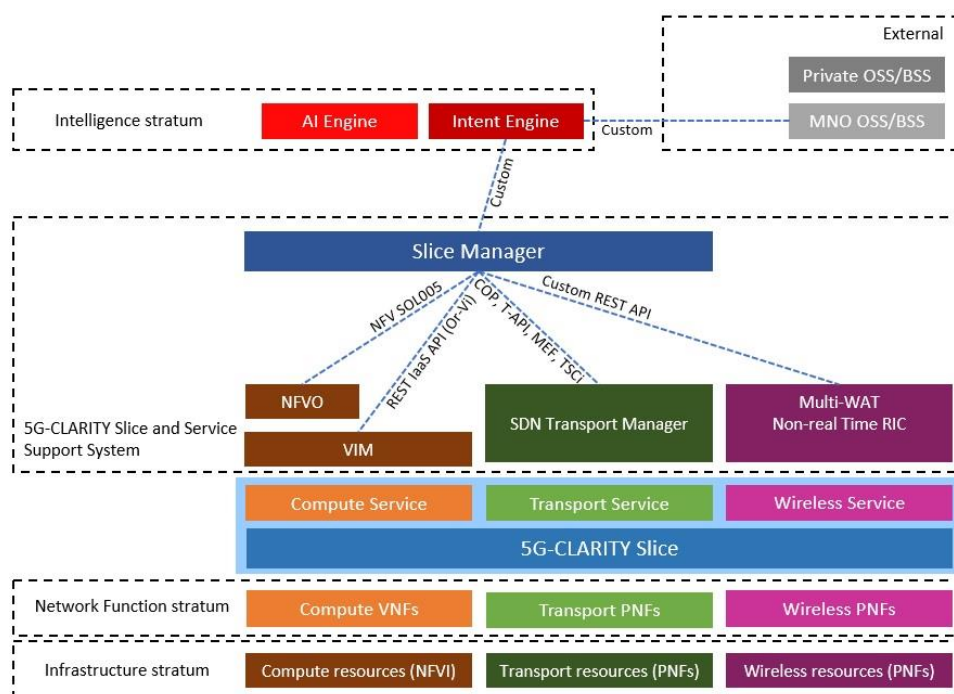 External
Private OSS/BSS
Intelligence stratum
AI Engine
Intent Engine
Custom
MNO OSS/BSS
Custom
Slice Manager
NFV SOL005
REST IaaS API (Or-Vi)
COP, T-API, MEF, TSCi
Custom REST API
NFVO
VIM
SDN Transport Manager
Multi-WAT
Non-real Time RIC
5G-CLARITY Slice and Service
Support System
Compute Service
Transport Service
Wireless Service
5G-CLARITY Slice
Network Function stratum
Compute VNFs
Transport PNFs
Wireless PNFs
Infrastructure stratum
Compute resources (NFVI)
Transport resources (PNFs)
Wireless resources (PNFs)